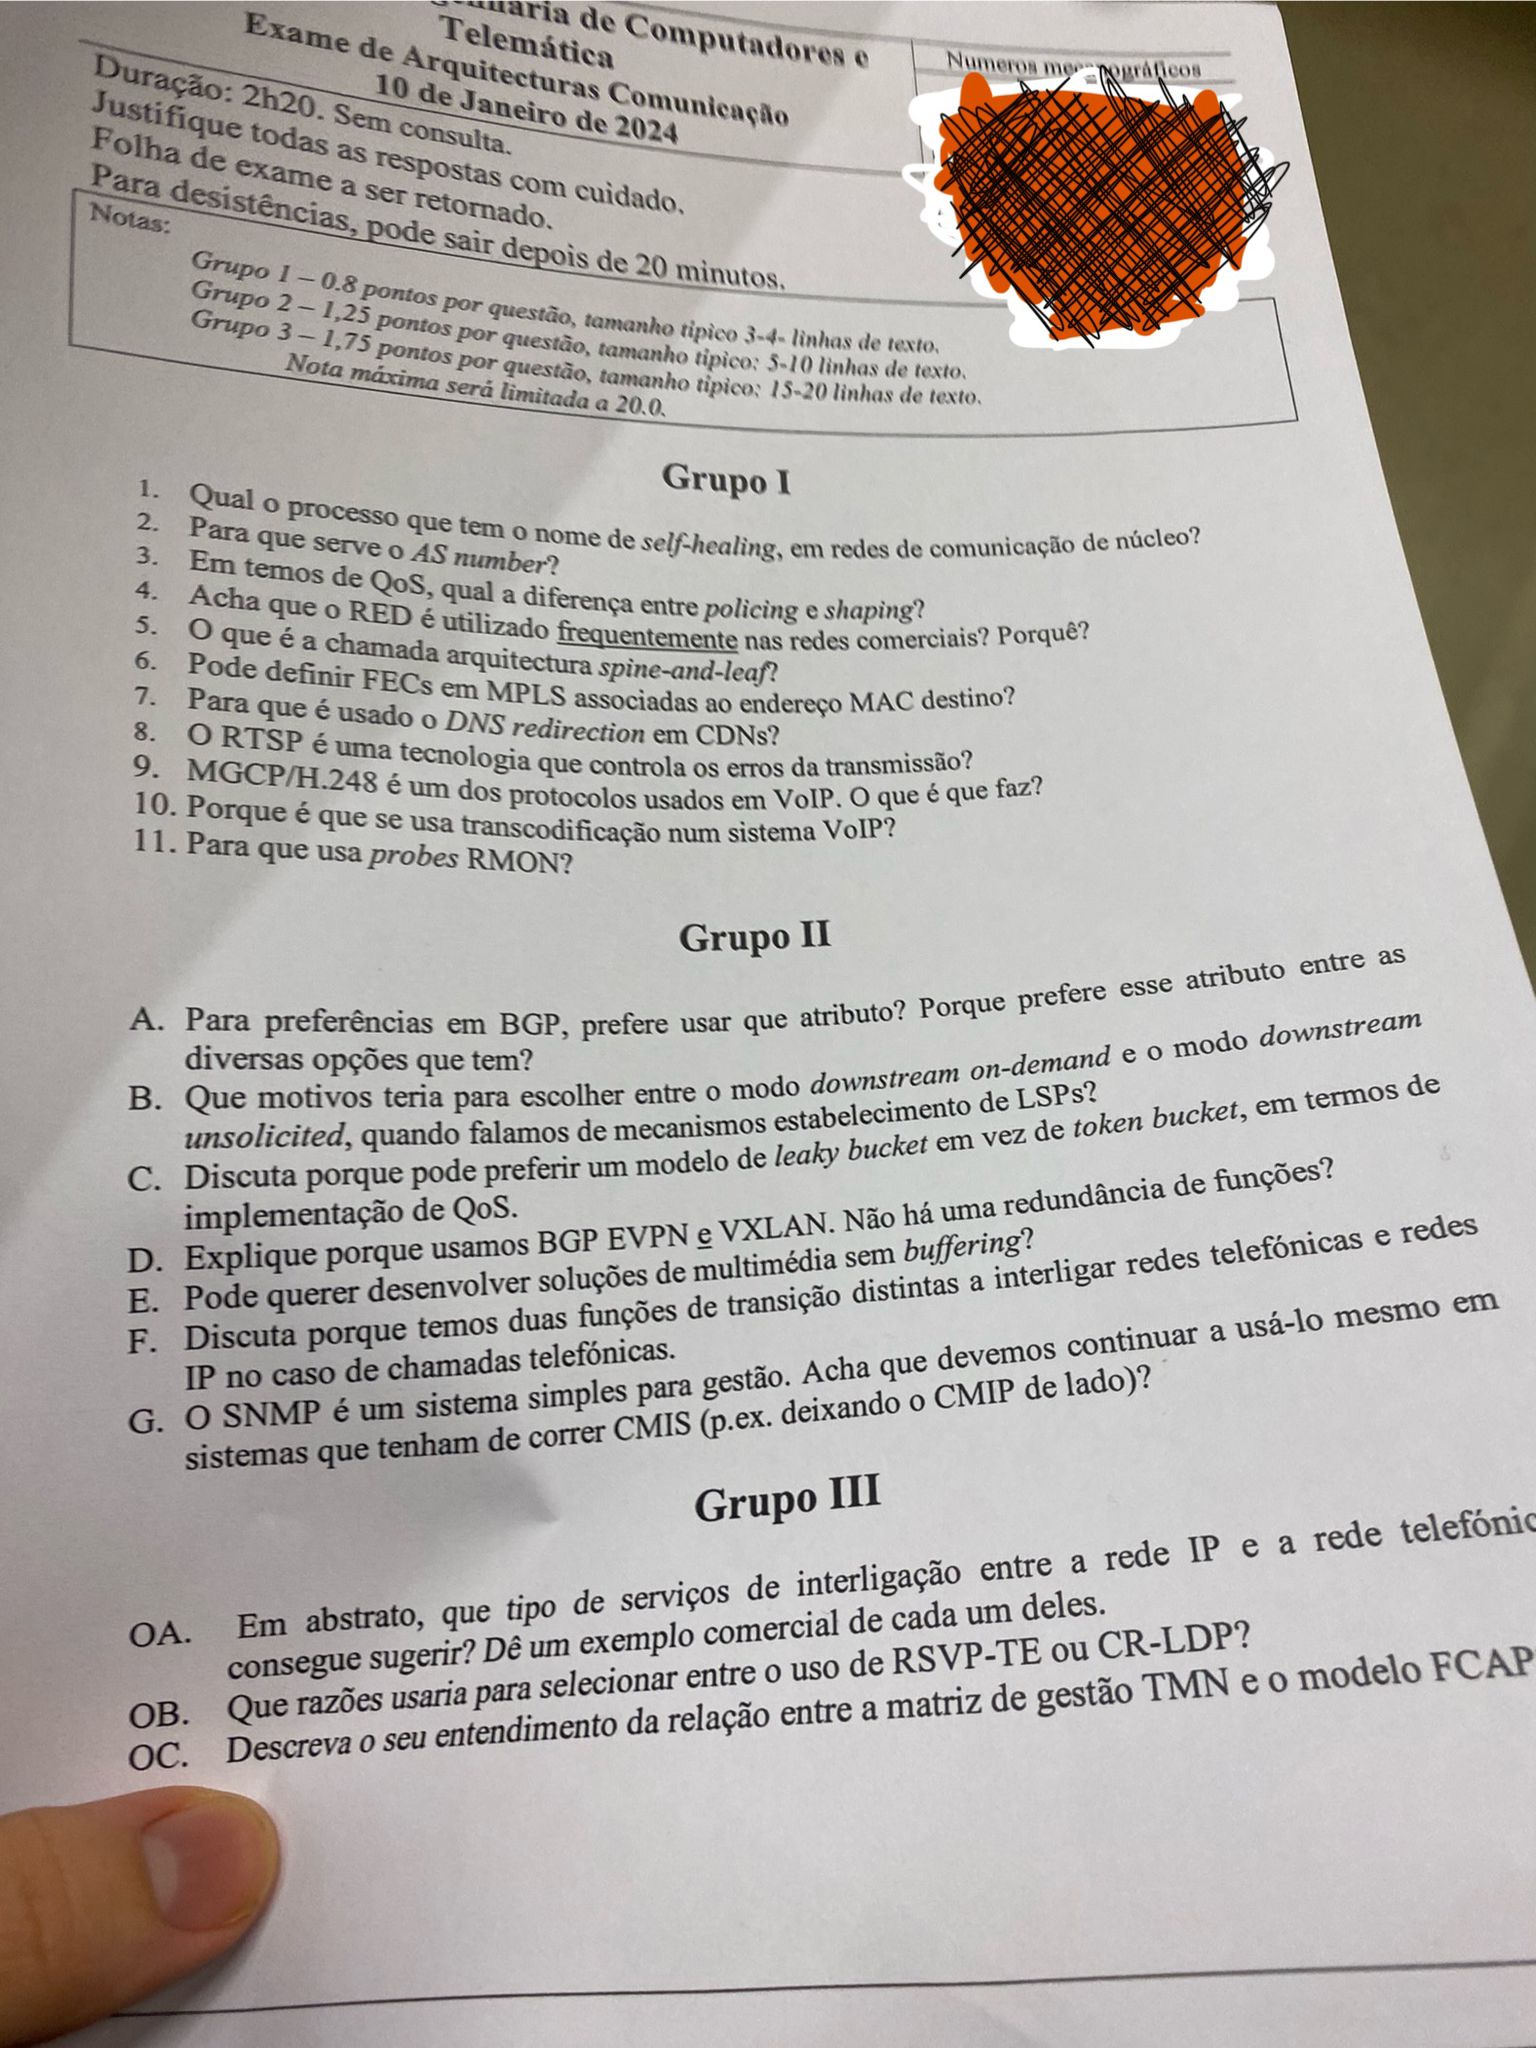 de Computadores e
Telemática
Exame de Arquitecturas Comunicação
10 de Janeiro de 2024
Numeros mecanográficos
Duração: 2h20. Sem consulta.
Justifique todas as respostas com cuidado.
Folha de exame a ser retornado.
Para desistências, pode sair depois de 20 minutos.
Notas:
Grupo 1 – 0.8 pontos por questão, tamanho tipico 3-4- linhas de texto.
Grupo 2 – 1,25 pontos por questão, tamanho tipico: 5-10 linhas de texto.
Grupo 3 – 1,75 pontos por questão, tamanho tipico: 15-20 linhas de texto.
Nota máxima será limitada a 20.0.
Grupo I
1. Qual o processo que tem o nome de self-healing, em redes de comunicação de núcleo?
2. Para que serve o AS number?
3. Em temos de QoS, qual a diferença entre policing e shaping?
4. Acha que o RED é utilizado frequentemente nas redes comerciais? Porquê?
5. O que é a chamada arquitectura spine-and-leaf?
6. Pode definir FECs em MPLS associadas ao endereço MAC destino?
7. Para que é usado o DNS redirection em CDNs?
8. O RTSP é uma tecnologia que controla os erros da transmissão?
9. MGCP/H.248 é um dos protocolos usados em VoIP. O que é que faz?
10. Porque é que se usa transcodificação num sistema VoIP?
11. Para que usa probes RMON?
Grupo II
A. Para preferências em BGP, prefere usar que atributo? Porque prefere esse atributo entre as
diversas opções que tem?
B. Que motivos teria para escolher entre o modo downstream on-demand e o modo downstream
unsolicited, quando falamos de mecanismos estabelecimento de LSPs?
C. Discuta porque pode preferir um modelo de leaky bucket em vez de token bucket, em termos de
implementação de QoS.
D. Explique porque usamos BGP EVPN e VXLAN. Não há uma redundância de funções?
E. Pode querer desenvolver soluções de multimédia sem buffering?
F. Discuta porque temos duas funções de transição distintas a interligar redes telefónicas e redes
IP no caso de chamadas telefónicas.
G. O SNMP é um sistema simples para gestão. Acha que devemos continuar a usá-lo mesmo em
sistemas que tenham de correr CMIS (p.ex. deixando o CMIP de lado)?
Grupo III
OA. Em abstrato, que tipo de serviços de interligação entre a rede IP e a rede
consegue sugerir? Dê um exemplo comercial de cada um deles.
OB. Que razões usaria para selecionar entre o uso de RSVP-TE ou CR-LDP?
OC. Descreva o seu entendimento da relação entre a matriz de gestão TMN e o modelo